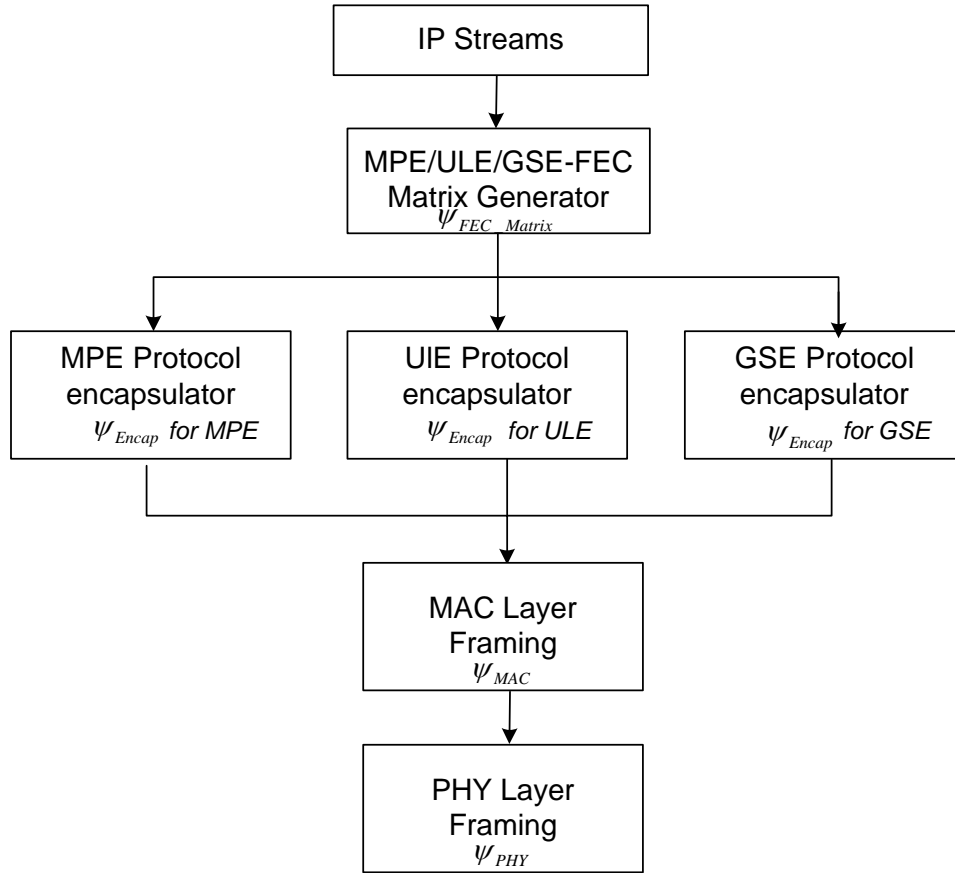 IP Streams
MPE/ULE/GSE-FEC
Matrix Generator
ψFEC_Matrix
MPE Protocol
encapsulator
ψEncap for MPE
UlE Protocol
encapsulator
ψEncap for ULE
GSE Protocol
encapsulator
ψEncap for GSE
MAC Layer
Framing
ψMAC
PHY Layer
Framing
ψPHY